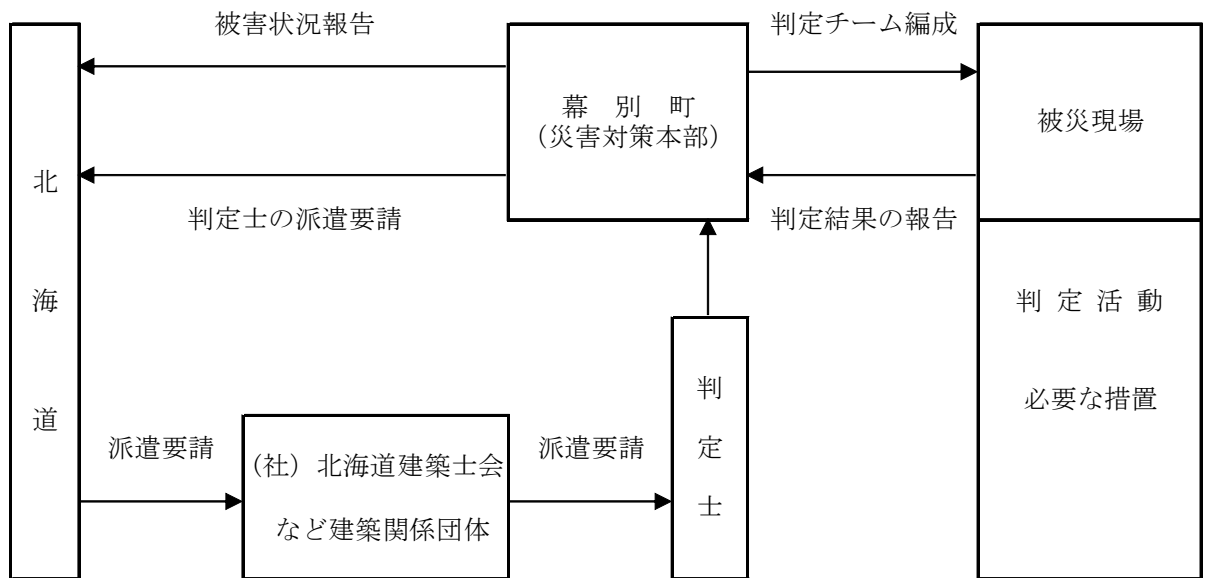 被害状況報告
判定チーム編成
幕別町
（災害対策本部）
被災現場
北海道
判定士の派遣要請
判定結果の報告
判定活動
必要な措置
判定士
派遣要請
（社）北海道建築士会
など建築関係団体
派遣要請